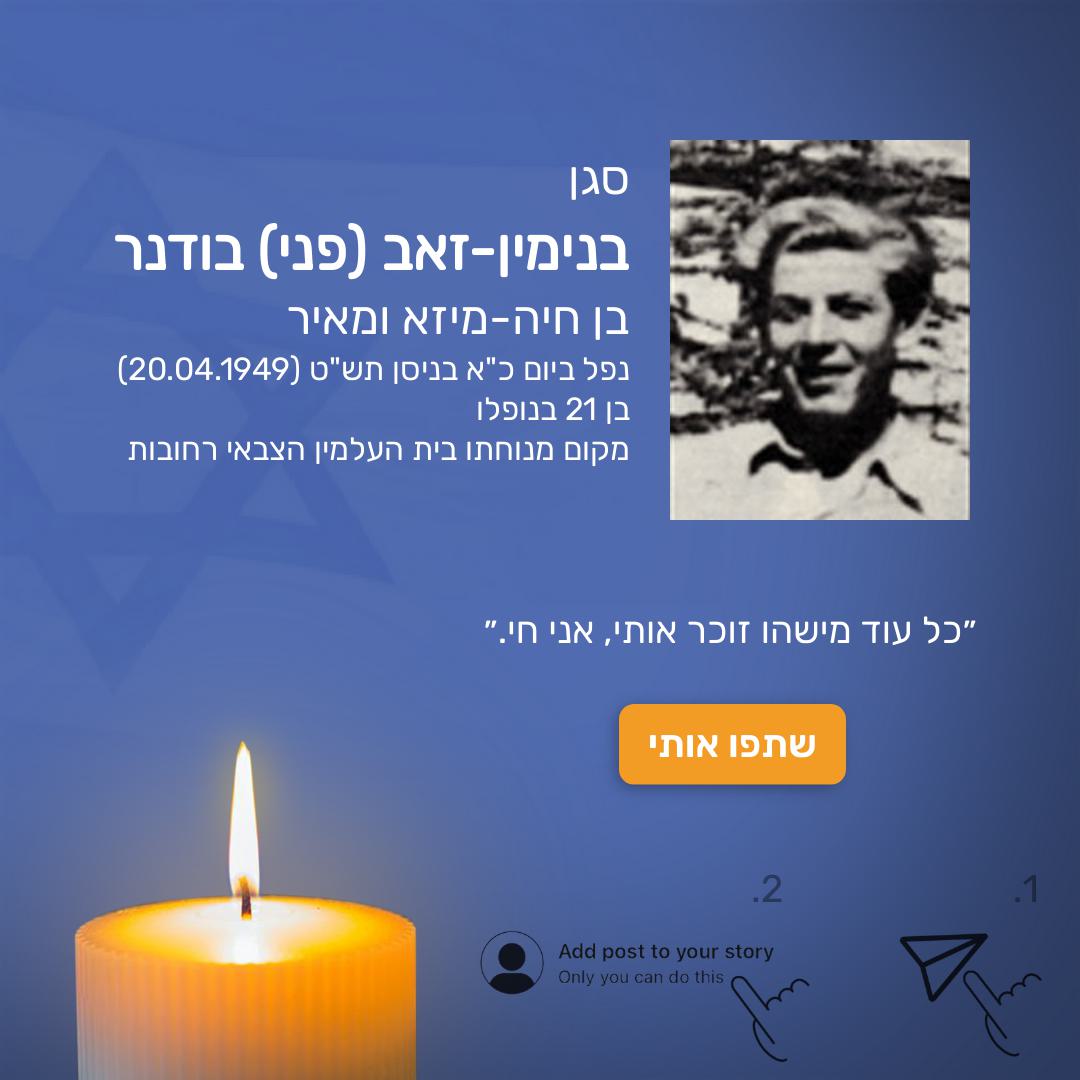 סגן
בנימין-זאב (פני) בודנר
בן חיה-מיזא ומאיר
נפל ביום כ"א בניסן תש"ט (20.04.1949)
בן 21 בנופלו
מקום מנוחתו בית העלמין הצבאי רחובות
״כל עוד מישהו זוכר אותי, אני חי.״
שתפו אותי
.1
.2
Add post to your story
Only you can do this